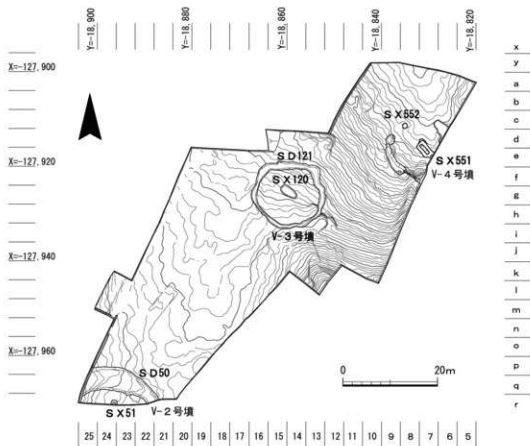 Y=-18,900
Y=-18,880
Y=-18,860
Y=-18,840
Y=-18,820
X=-127,900
X=-127,920
X=-127,940
X=-127,960
x
y
a
b
c
d
e
f
g
h
i
j
k
l
m
n
o
p
q
r
SX552
SX551
V-4号墳
SD121
SX120
V-3号墳
SD50
SX51
V-2号墳
0 20m
25 24 23 22 21 20 19 18 17 16 15 14 13 12 11 10 9 8 7 6 5